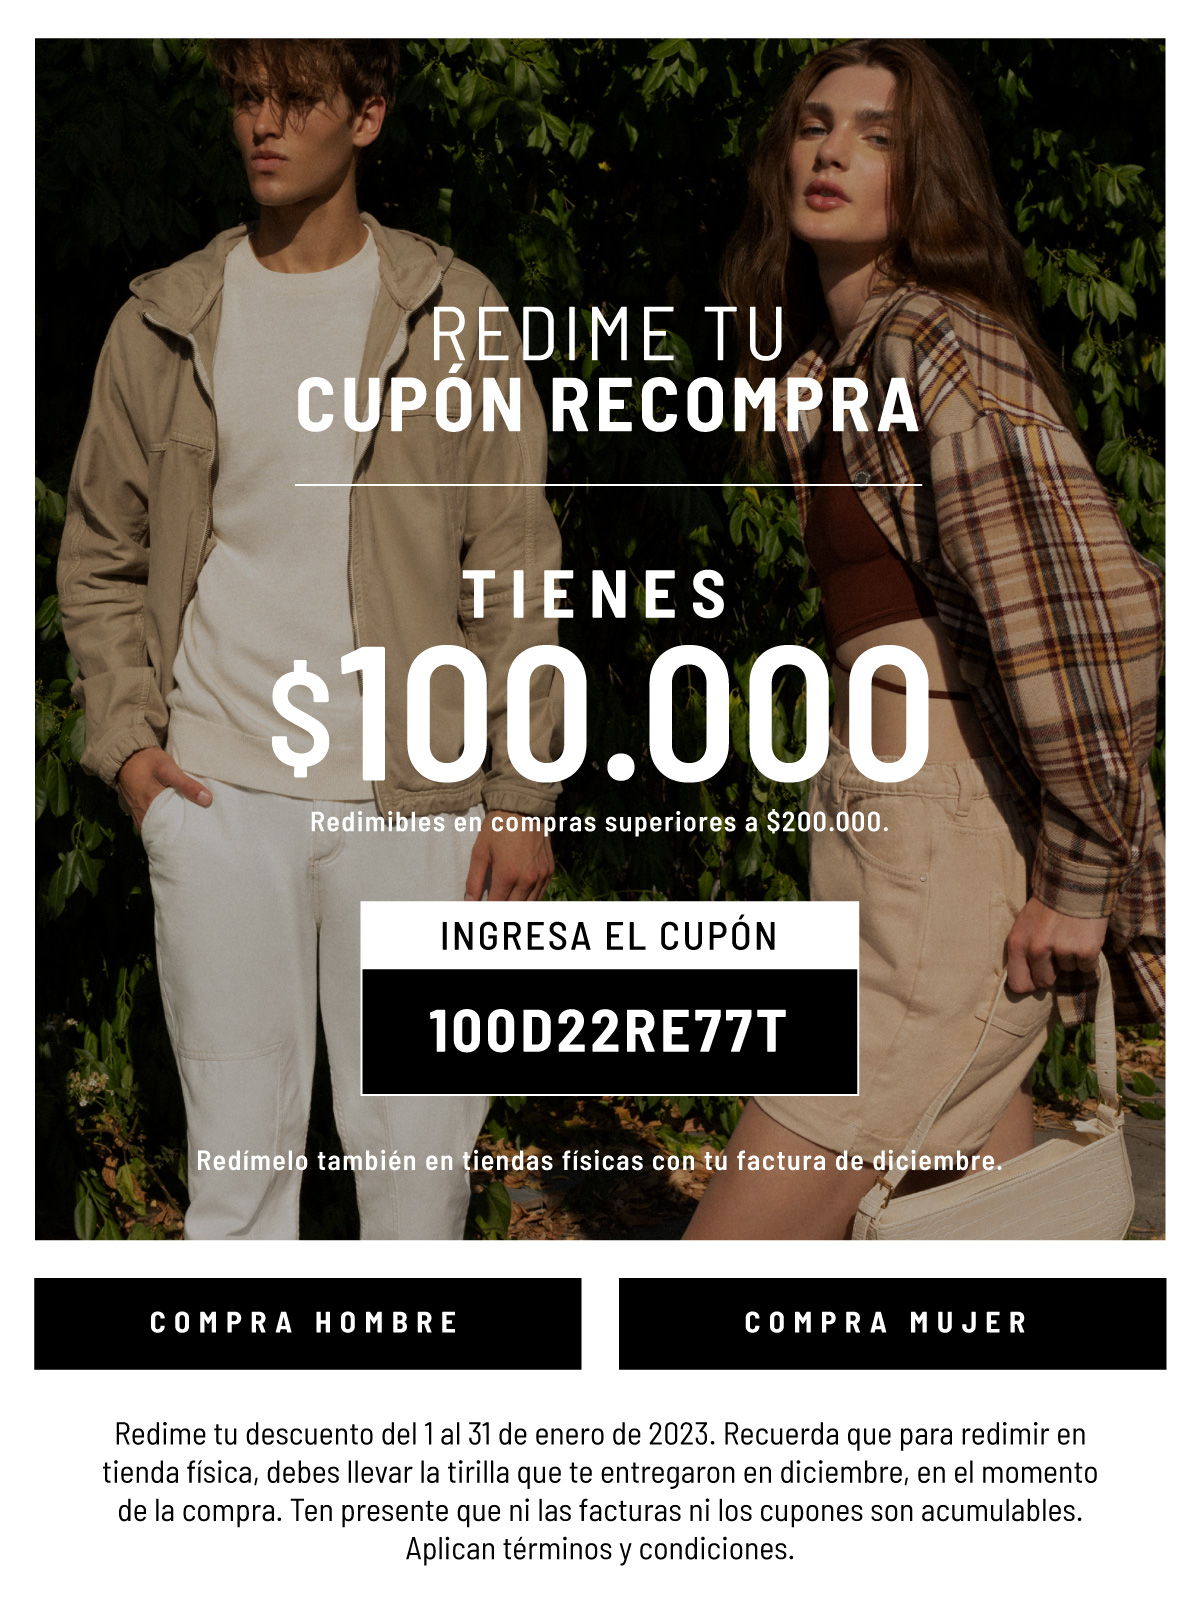 REDIME TU
CUPÓN RECOMPRA
TIENES
$100.000
Redimibles en compras superiores a $200.000.
INGRESA EL CUPÓN
100D22RE77T
Redímelo también en tiendas físicas con tu factura de diciembre.
COMPRA HOMBRE
COMPRA MUJER
Redime tu descuento del 1 al 31 de enero de 2023. Recuerda que para redimir en
tienda física, debes llevar la tirilla que te entregaron en diciembre, en el momento
de la compra. Ten presente que ni las facturas ni los cupones son acumulables.
Aplican términos y condiciones.